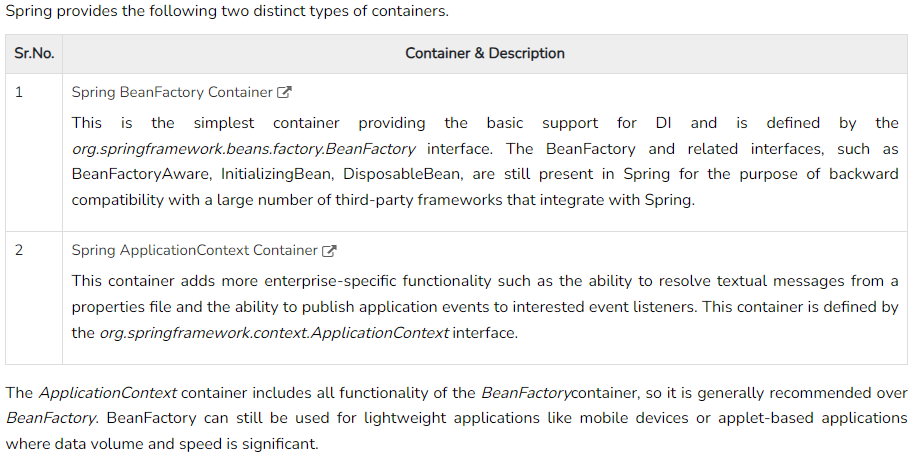 Spring provides the following two distinct types of containers.
Sr.No.
Container & Description
1
Spring BeanFactory Container
This is the simplest container providing the basic support for DI and is defined by the
org.springframework.beans.factory.BeanFactory interface. The BeanFactory and related interfaces, such as
BeanFactoryAware, InitializingBean, DisposableBean, are still present in Spring for the purpose of backward
compatibility with a large number of third-party frameworks that integrate with Spring.
2
Spring ApplicationContext Container
This container adds more enterprise-specific functionality such as the ability to resolve textual messages from a
properties file and the ability to publish application events to interested event listeners. This container is defined by
the org.springframework.context.ApplicationContext interface.
The ApplicationContext container includes all functionality of the BeanFactorycontainer, so it is generally recommended over
BeanFactory. BeanFactory can still be used for lightweight applications like mobile devices or applet-based applications
where data volume and speed is significant.